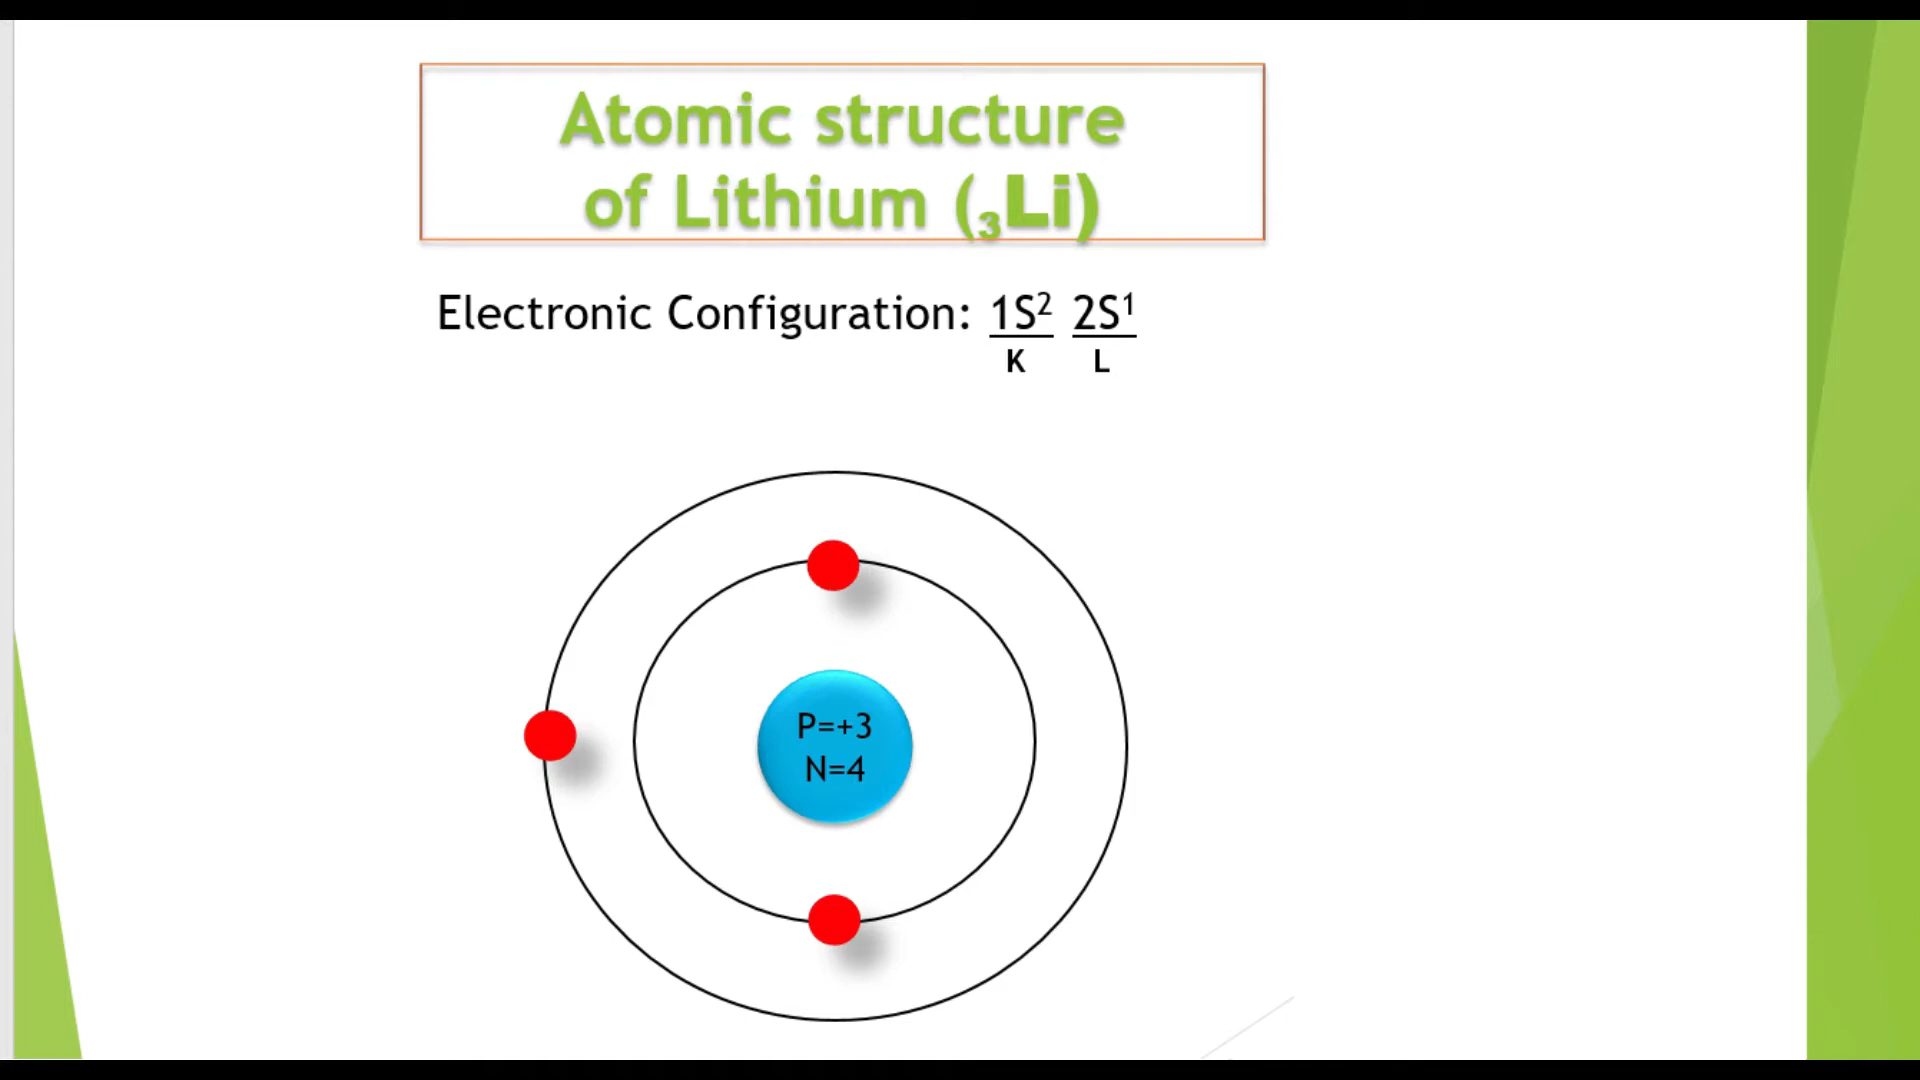 Atomic structure
of Lithium (₃Li)
Electronic Configuration: 1S² 2S¹
K L
P=+3
N=4